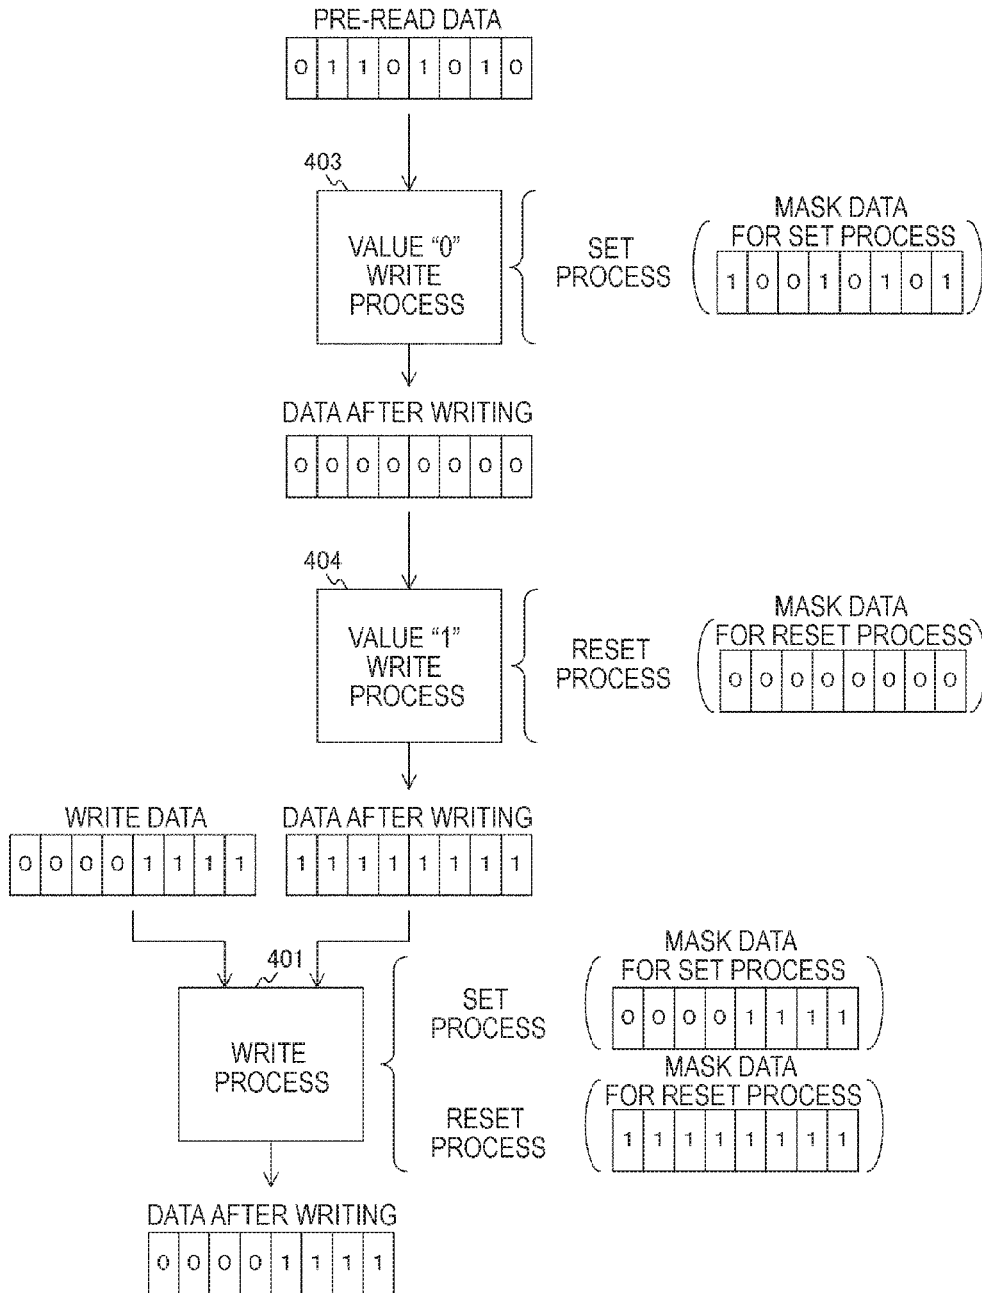 PRE-READ DATA
0 1 1 0 1 0 1 0
403
VALUE “0”
WRITE
PROCESS
SET
PROCESS
MASK DATA
FOR SET PROCESS
1 0 0 1 0 1 0 1
DATA AFTER WRITING
0 0 0 0 0 0 0 0
404
VALUE “1”
WRITE
PROCESS
RESET
PROCESS
MASK DATA
FOR RESET PROCESS
0 0 0 0 0 0 0 0
WRITE DATA
0 0 0 0 1 1 1 1
DATA AFTER WRITING
1 1 1 1 1 1 1 1
401
WRITE
PROCESS
SET
PROCESS
MASK DATA
FOR SET PROCESS
0 0 0 0 1 1 1 1
RESET
PROCESS
MASK DATA
FOR RESET PROCESS
1 1 1 1 1 1 1 1
DATA AFTER WRITING
0 0 0 0 1 1 1 1